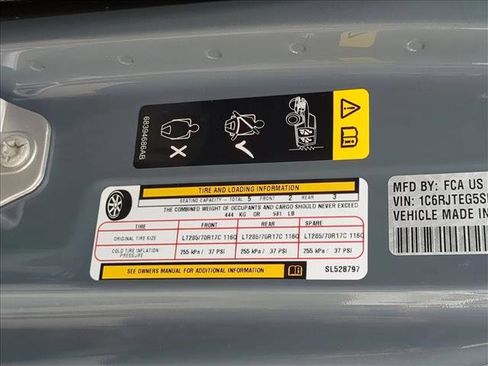 68394686AB
TIRE AND LOADING INFORMATION
SEATING CAPACITY - TOTAL 5 FRONT 2 REAR 3
THE COMBINED WEIGHT OF OCCUPANTS AND CARGO SHOULD NEVER EXCEED
444 KG OR LB
TIRE FRONT REAR SPARE
ORIGINAL TIRE SIZE LT285/70R17C 116Q LT285/70R17C 116Q LT285/70R17C 116Q
COLD TIRE INFLATION PRESSURE 255 kPa / 37 PSI 255 kPa / 37 PSI 255 kPa / 37 PSI
SEE OWNERS MANUAL FOR ADDITIONAL INFORMATION
SL528797
MFD BY: FCA US
VIN: 1C6RJTEG5S
VEHICLE MADE IN